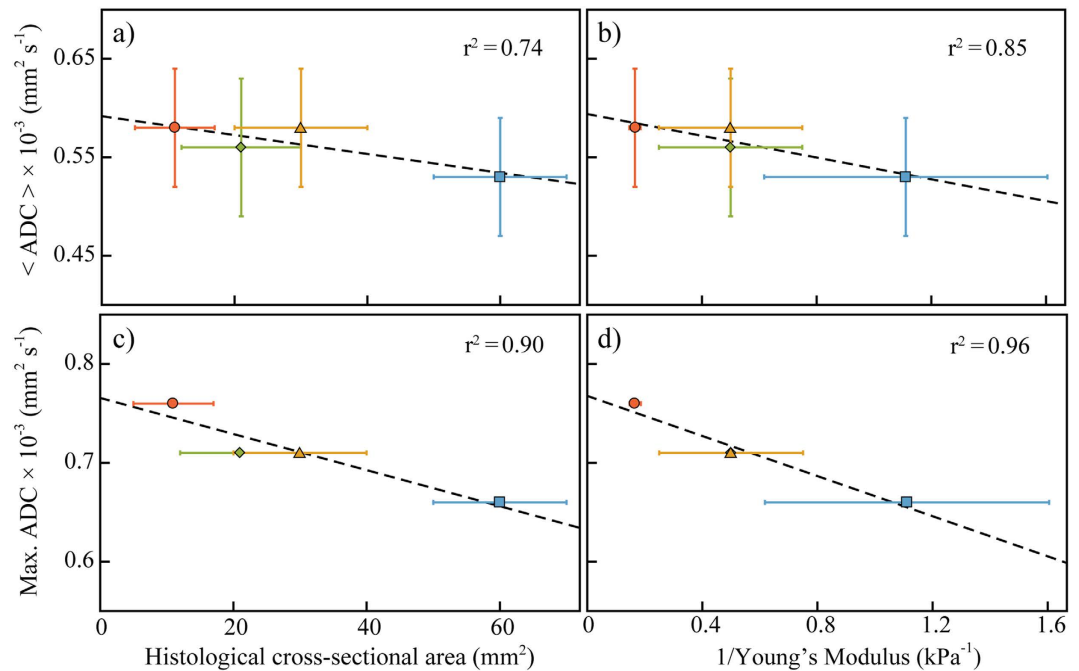 a)
r² = 0.74
b)
r² = 0.85
0.65
0.55
0.45
< ADC > × 10⁻³ (mm² s⁻¹)
c)
r² = 0.90
d)
r² = 0.96
0.8
0.7
0.6
Max. ADC × 10⁻³ (mm² s⁻¹)
0 20 40 60
0 0.4 0.8 1.2 1.6
Histological cross-sectional area (mm²)
1/Young's Modulus (kPa⁻¹)